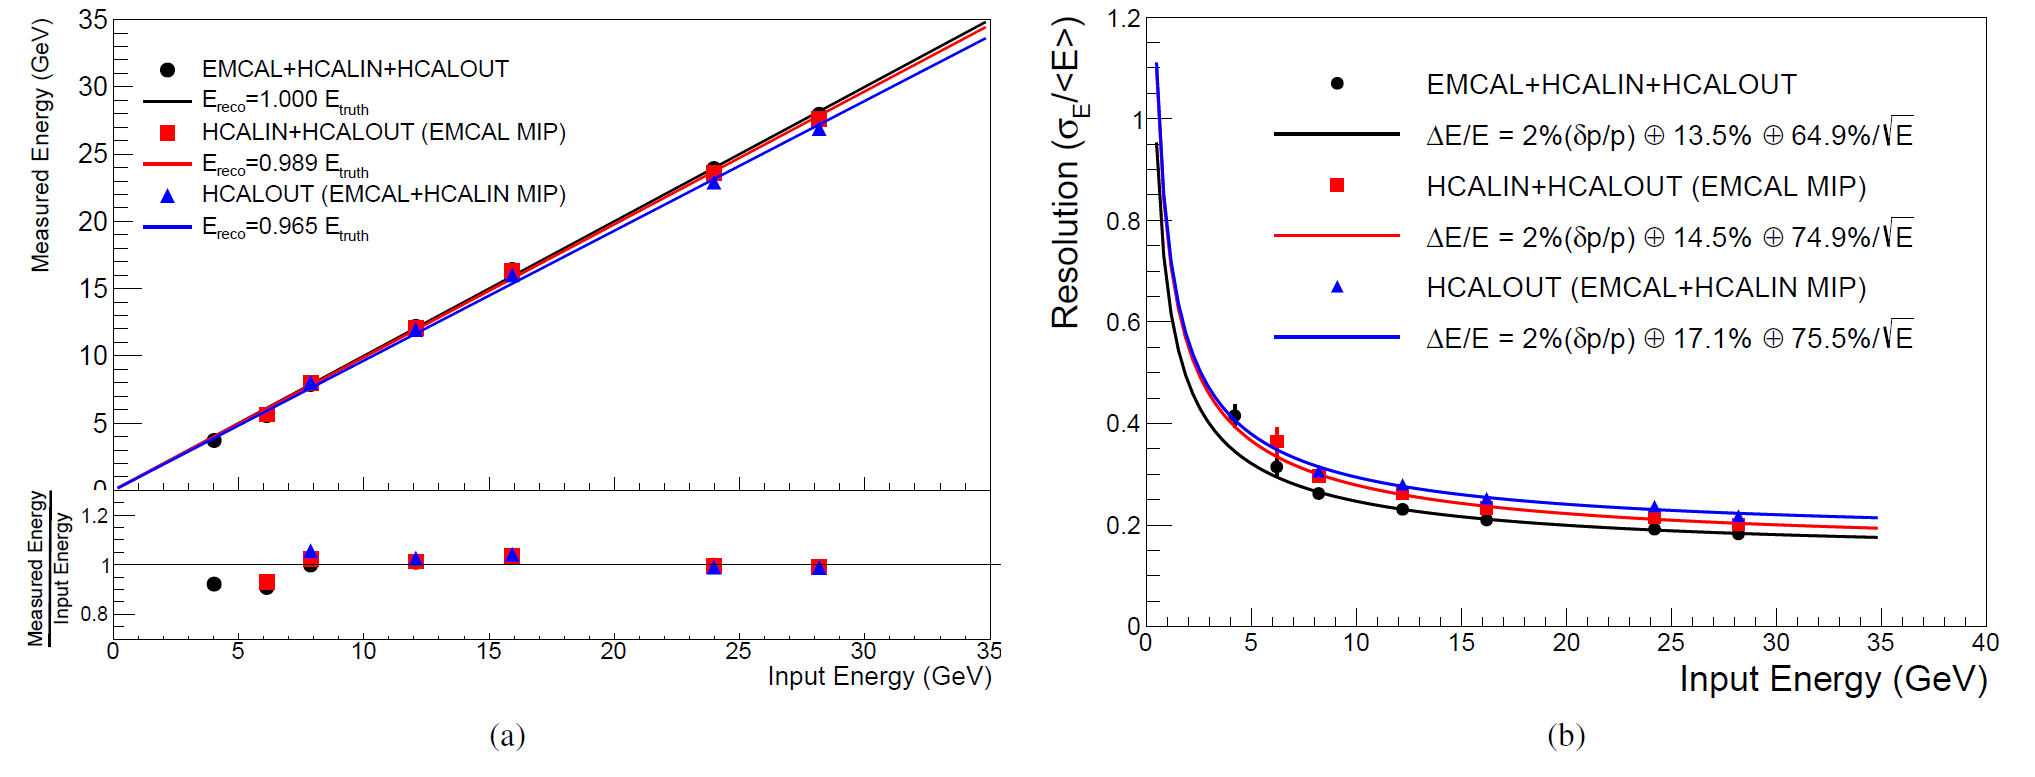 Measured Energy (GeV)
35
30
25
20
15
10
5
0
EMCAL+HCALIN+HCALOUT
E_reco=1.000 E_truth
HCALIN+HCALOUT (EMCAL MIP)
E_reco=0.989 E_truth
HCALOUT (EMCAL+HCALIN MIP)
E_reco=0.965 E_truth
Measured Energy
Input Energy
1.2
1
0.8
0 5 10 15 20 25 30 35
Input Energy (GeV)
(a)
Resolution (σ_E/<E>)
1.2
1
0.8
0.6
0.4
0.2
0
EMCAL+HCALIN+HCALOUT
ΔE/E = 2%(δp/p) ⊕ 13.5% ⊕ 64.9%/√E
HCALIN+HCALOUT (EMCAL MIP)
ΔE/E = 2%(δp/p) ⊕ 14.5% ⊕ 74.9%/√E
HCALOUT (EMCAL+HCALIN MIP)
ΔE/E = 2%(δp/p) ⊕ 17.1% ⊕ 75.5%/√E
0 5 10 15 20 25 30 35 40
Input Energy (GeV)
(b)